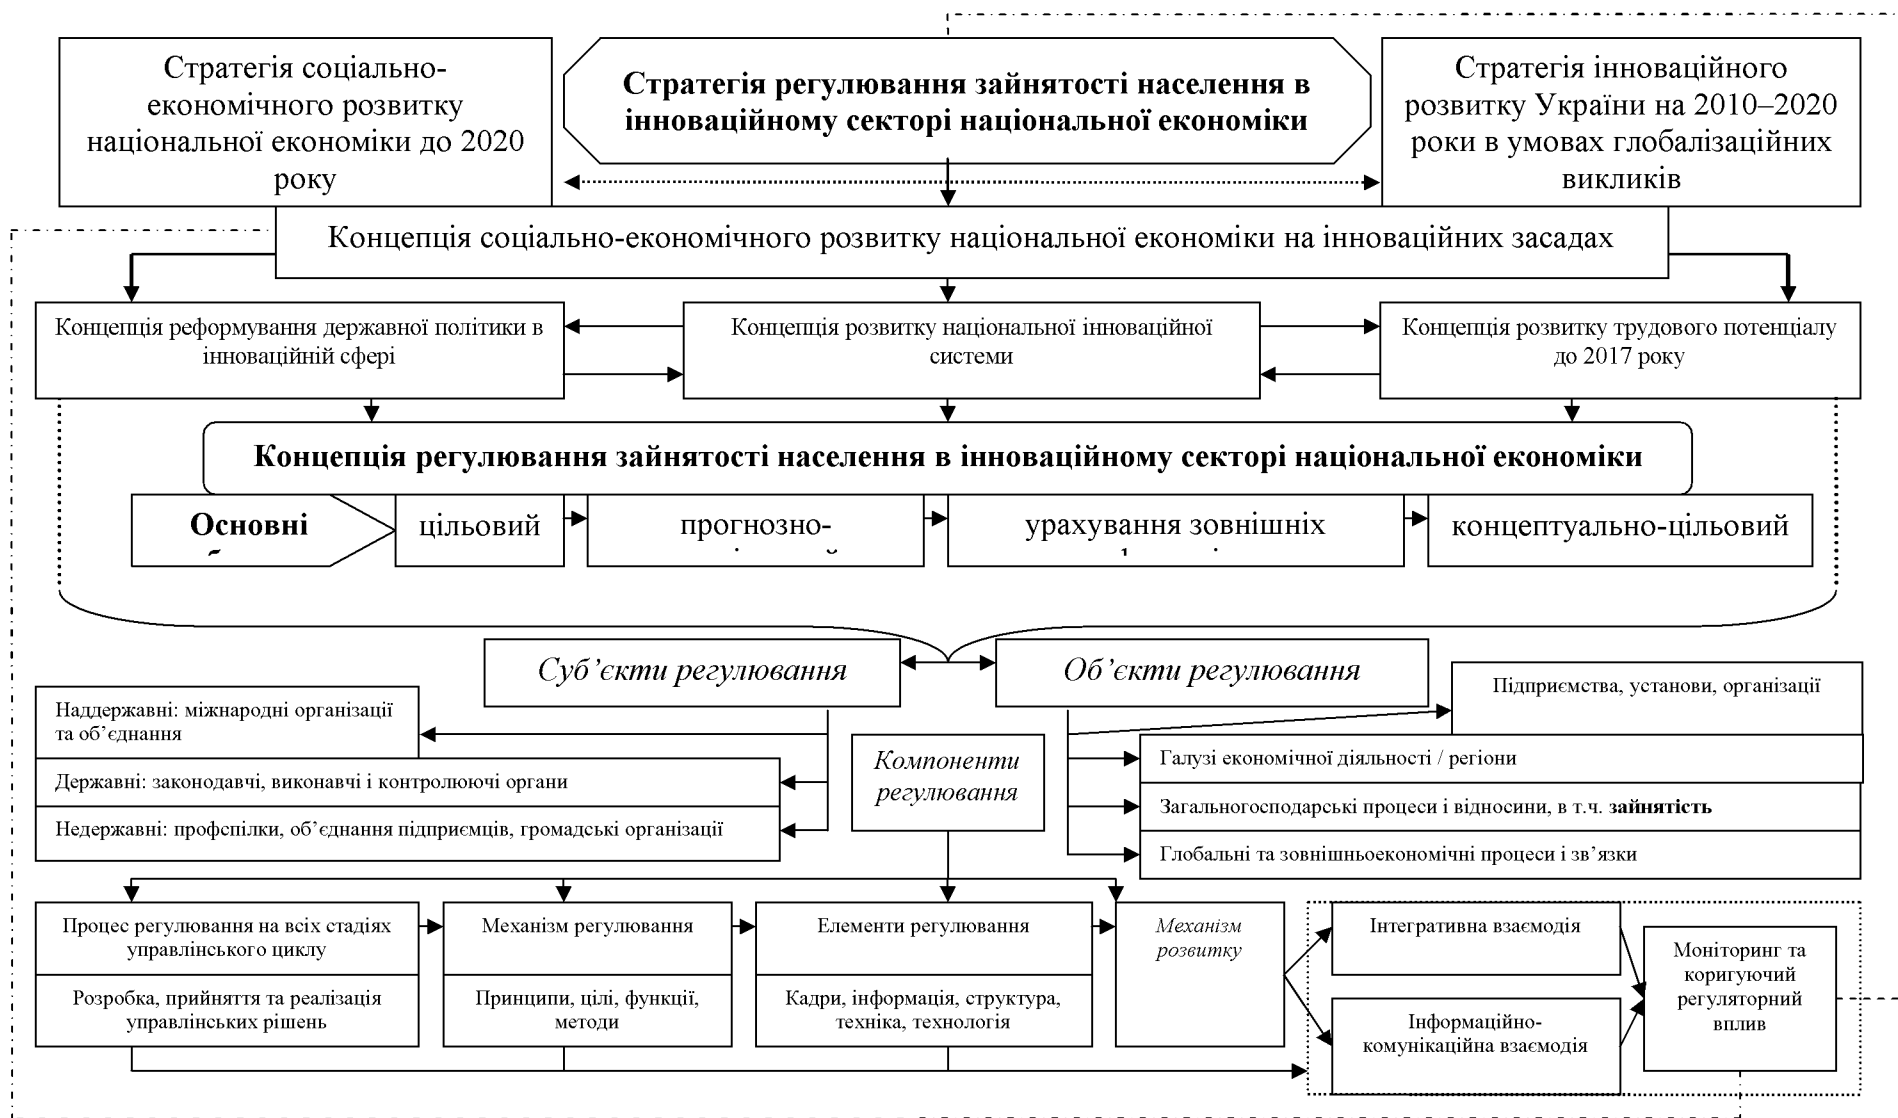 Стратегія соціально-
економічного розвитку
національної економіки до 2020
року
Стратегія регулювання зайнятості населення в
інноваційному секторі національної економіки
Стратегія інноваційного
розвитку України на 2010–2020
роки в умовах глобалізаційних
викликів
Концепція соціально-економічного розвитку національної економіки на інноваційних засадах
Концепція реформування державної політики в
інноваційній сфері
Концепція розвитку національної інноваційної
системи
Концепція розвитку трудового потенціалу
до 2017 року
Концепція регулювання зайнятості населення в інноваційному секторі національної економіки
Основні
цільовий
прогнозно-
урахування зовнішніх
концептуально-цільовий
Суб’єкти регулювання
Об’єкти регулювання
Наддержавні: міжнародні організації
та об’єднання
Державні: законодавчі, виконавчі і контролюючі органи
Недержавні: профспілки, об’єднання підприємців, громадські організації
Компоненти
регулювання
Підприємства, установи, організації
Галузі економічної діяльності / регіони
Загальногосподарські процеси і відносини, в т.ч. зайнятість
Глобальні та зовнішньоекономічні процеси і зв’язки
Процес регулювання на всіх стадіях
управлінського циклу
Розробка, прийняття та реалізація
управлінських рішень
Механізм регулювання
Принципи, цілі, функції,
методи
Елементи регулювання
Кадри, інформація, структура,
техніка, технологія
Механізм
розвитку
Інтегративна взаємодія
Інформаційно-
комунікаційна взаємодія
Моніторинг та
коригуючий
регуляторний
вплив